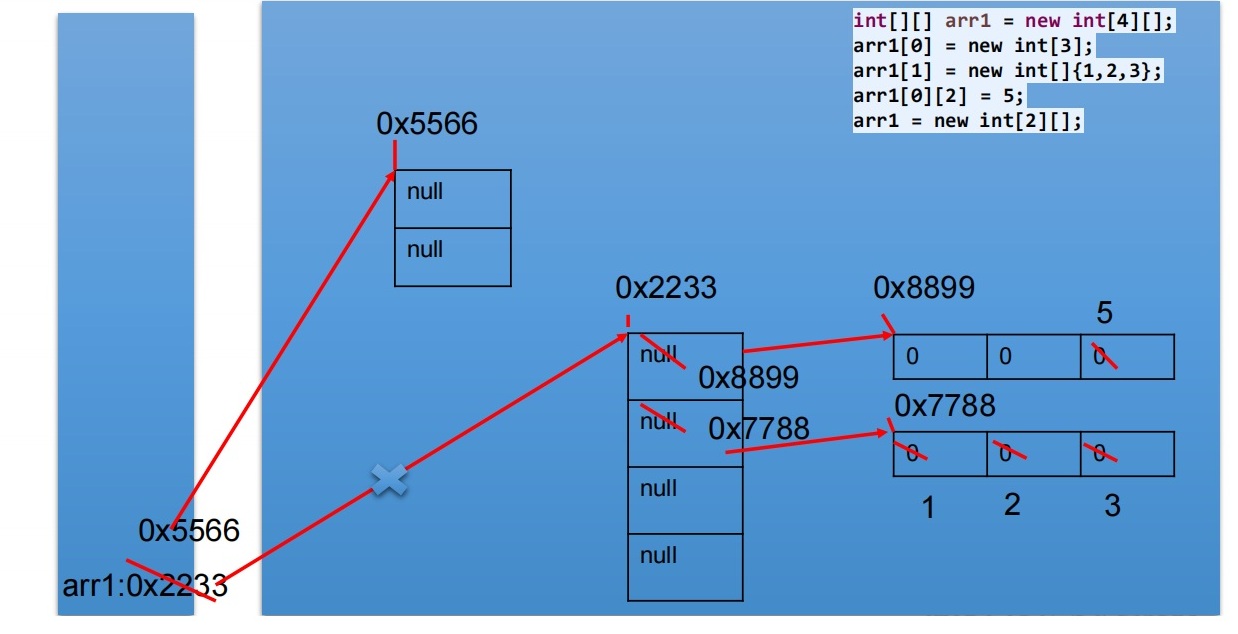 int[][] arr1 = new int[4][];
arr1[0] = new int[3];
arr1[1] = new int[]{1,2,3};
arr1[0][2] = 5;
arr1 = new int[2][];
0x5566
null
null
0x2233
0x8899
5
null
0x8899
0 0 0
0x7788
null
0x7788
0 0 0
1 2 3
null
null
0x5566
arr1:0x2233